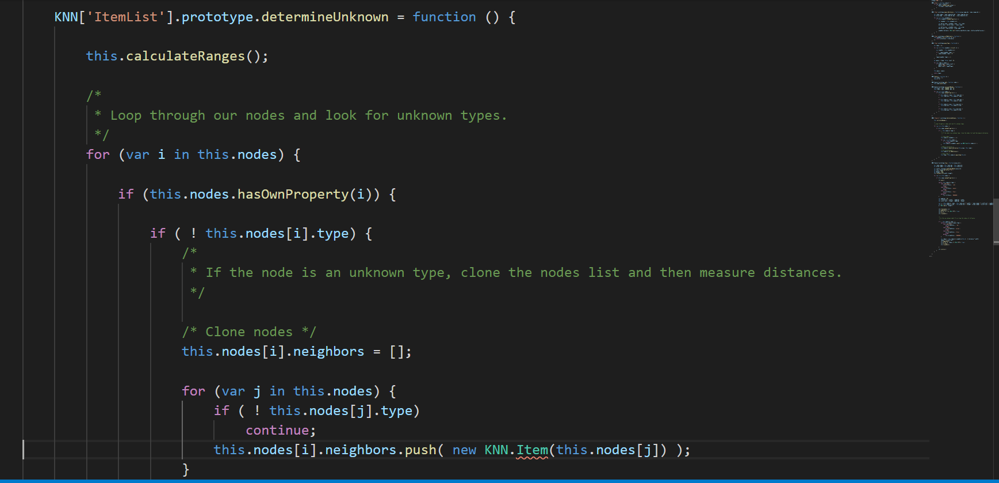 KNN['ItemList'].prototype.determineUnknown = function () {
this.calculateRanges();
/*
* Loop through our nodes and look for unknown types.
*/
for (var i in this.nodes) {
if (this.nodes.hasOwnProperty(i)) {
if ( ! this.nodes[i].type) {
/*
* If the node is an unknown type, clone the nodes list and then measure distances.
*/
/* Clone nodes */
this.nodes[i].neighbors = [];
for (var j in this.nodes) {
if ( ! this.nodes[j].type)
continue;
this.nodes[i].neighbors.push( new KNN.Item(this.nodes[j]) );
}